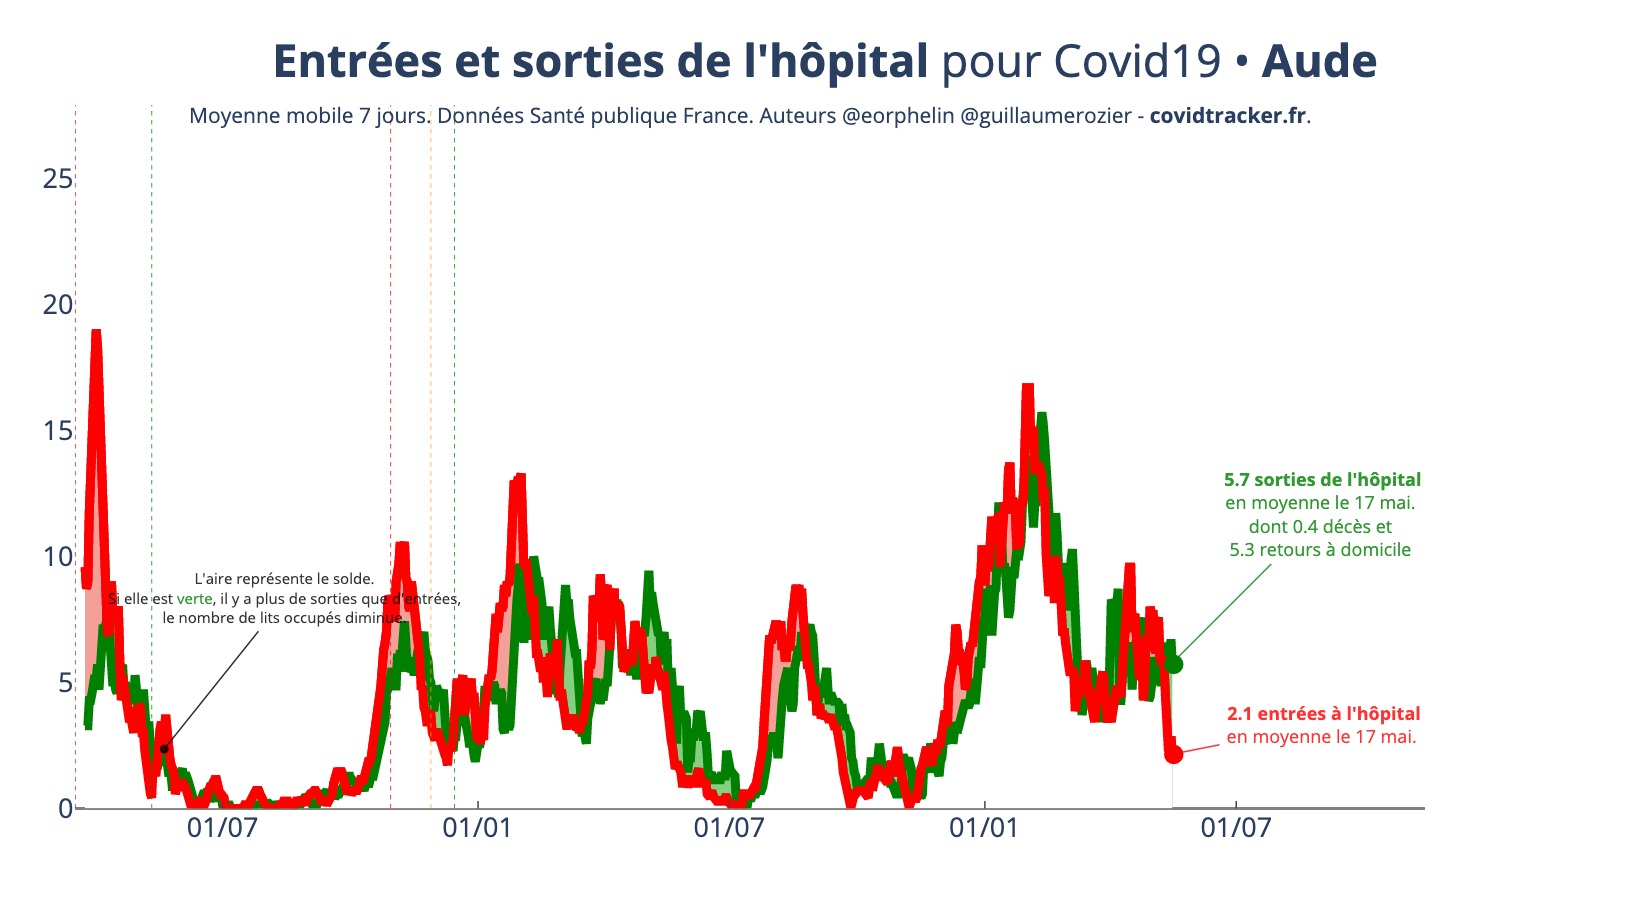 Entrées et sorties de l'hôpital pour Covid19 • Aude
Moyenne mobile 7 jours. Données Santé publique France. Auteurs @eorphelin @guillaumerozier - covidtracker.fr.
25
20
15
10
5
0
L'aire représente le solde.
Si elle est verte, il y a plus de sorties que d'entrées,
le nombre de lits occupés diminue.
5.7 sorties de l'hôpital
en moyenne le 17 mai.
dont 0.4 décès et
5.3 retours à domicile
2.1 entrées à l'hôpital
en moyenne le 17 mai.
01/07
01/01
01/07
01/01
01/07